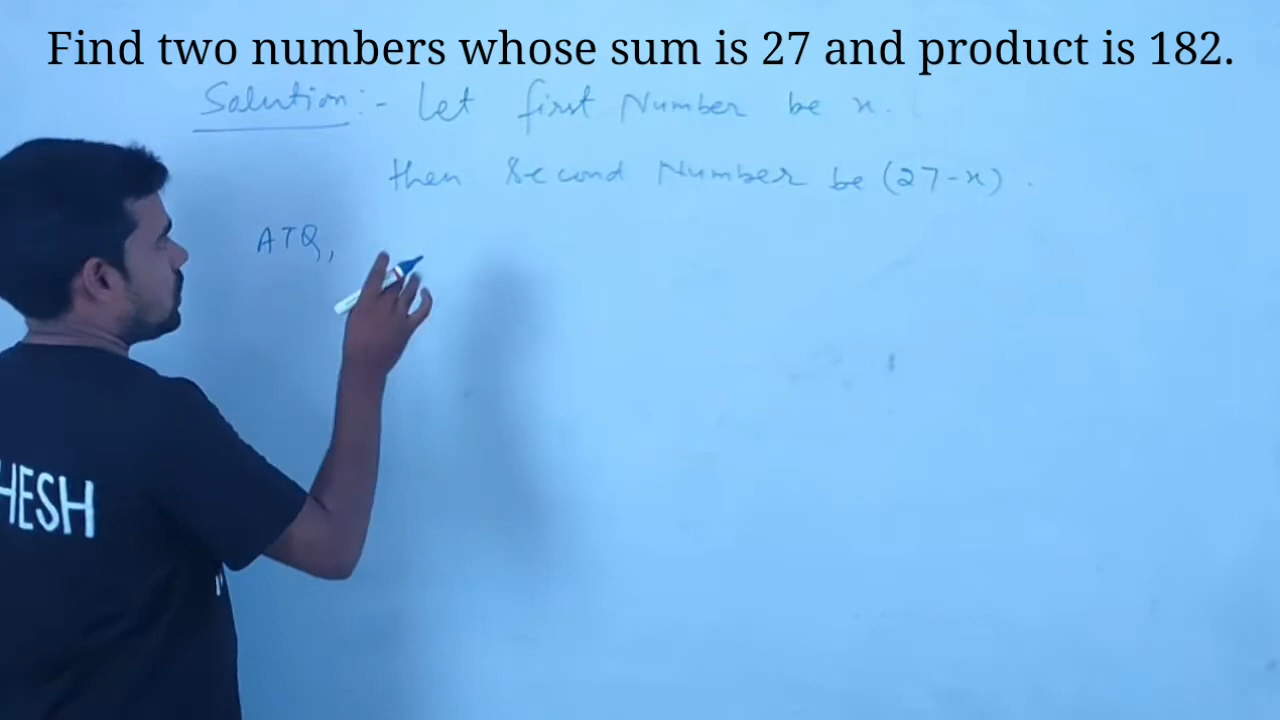 Find two numbers whose sum is 27 and product is 182.
Solution:- Let first Number be x.
then Second Number be (27-x).
ATQ,
HESH